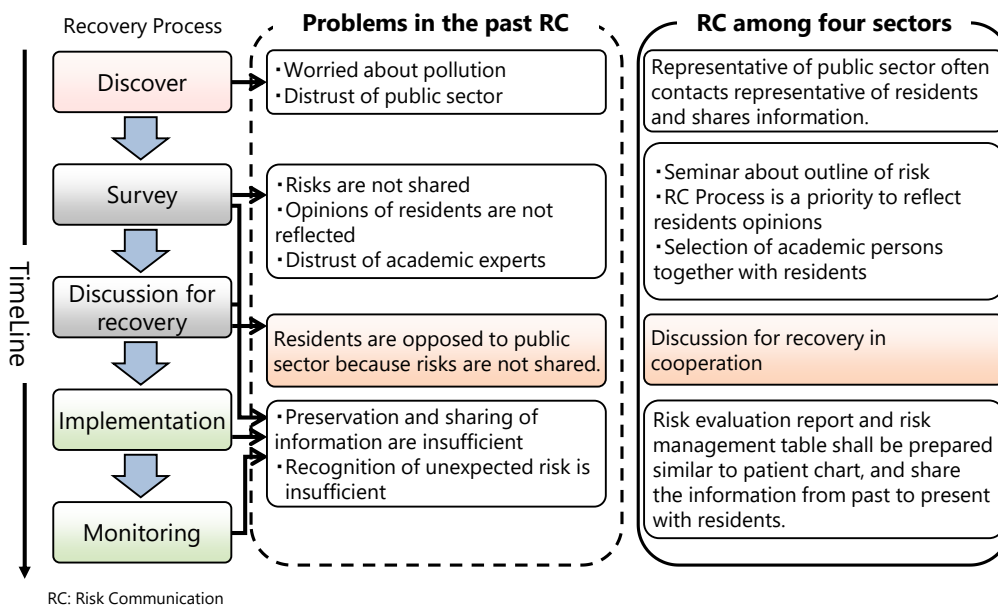 Recovery Process
Problems in the past RC
RC among four sectors
TimeLine
Discover
Survey
Discussion for
recovery
Implementation
Monitoring
・Worried about pollution
・Distrust of public sector
・Risks are not shared
・Opinions of residents are not
reflected
・Distrust of academic experts
Residents are opposed to public
sector because risks are not shared.
・Preservation and sharing of
information are insufficient
・Recognition of unexpected risk is
insufficient
Representative of public sector often
contacts representative of residents
and shares information.
・Seminar about outline of risk
・RC Process is a priority to reflect
residents opinions
・Selection of academic persons
together with residents
Discussion for recovery in
cooperation
Risk evaluation report and risk
management table shall be prepared
similar to patient chart, and share
the information from past to present
with residents.
RC: Risk Communication